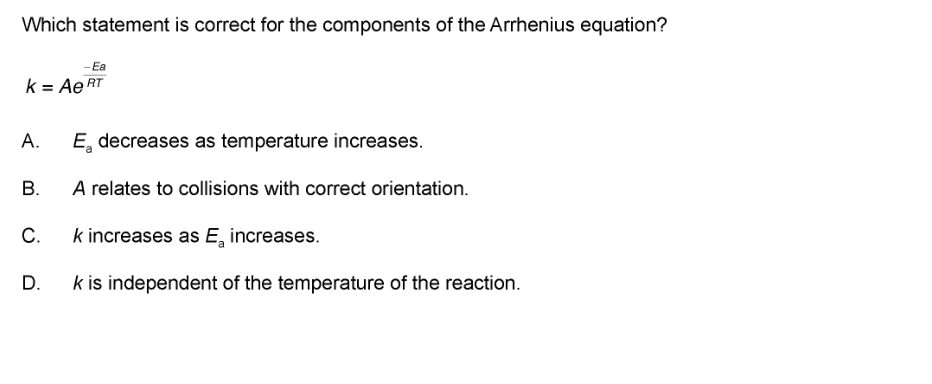 Which statement is correct for the components of the Arrhenius equation?
k = Ae^(-Ea/RT)
A. Eₐ decreases as temperature increases.
B. A relates to collisions with correct orientation.
C. k increases as Eₐ increases.
D. k is independent of the temperature of the reaction.